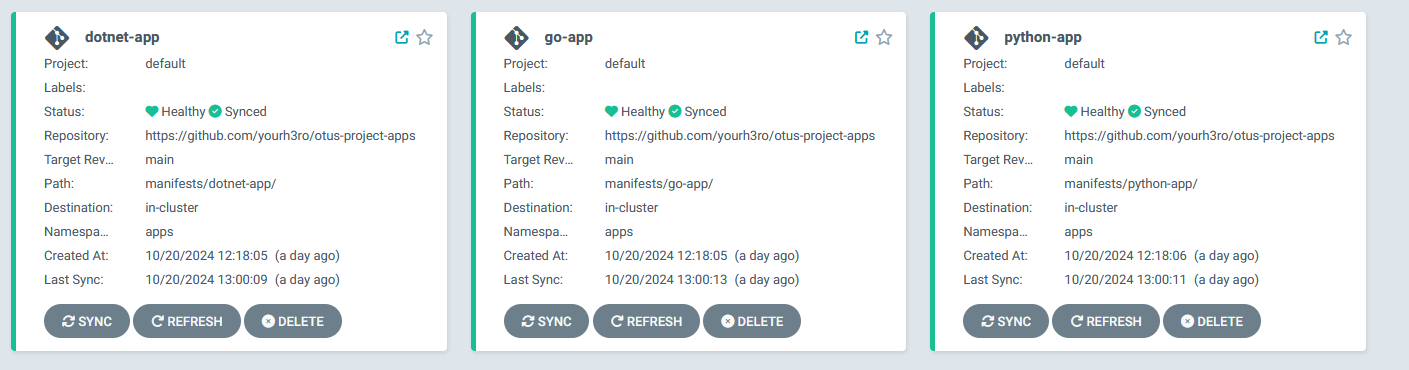 dotnet-app
Project: default
Labels:
Status: Healthy Synced
Repository: https://github.com/yourh3ro/otus-project-apps
Target Rev... main
Path: manifests/dotnet-app/
Destination: in-cluster
Namespa... apps
Created At: 10/20/2024 12:18:05 (a day ago)
Last Sync: 10/20/2024 13:00:09 (a day ago)
SYNC REFRESH DELETE
go-app
Project: default
Labels:
Status: Healthy Synced
Repository: https://github.com/yourh3ro/otus-project-apps
Target Rev... main
Path: manifests/go-app/
Destination: in-cluster
Namespa... apps
Created At: 10/20/2024 12:18:05 (a day ago)
Last Sync: 10/20/2024 13:00:13 (a day ago)
SYNC REFRESH DELETE
python-app
Project: default
Labels:
Status: Healthy Synced
Repository: https://github.com/yourh3ro/otus-project-apps
Target Rev... main
Path: manifests/python-app/
Destination: in-cluster
Namespa... apps
Created At: 10/20/2024 12:18:06 (a day ago)
Last Sync: 10/20/2024 13:00:11 (a day ago)
SYNC REFRESH DELETE